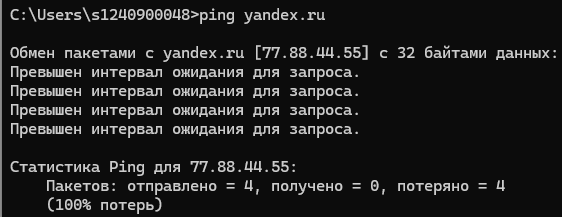 C:\Users\s1240900048>ping yandex.ru
Обмен пакетами с yandex.ru [77.88.44.55] с 32 байтами данных:
Превышен интервал ожидания для запроса.
Превышен интервал ожидания для запроса.
Превышен интервал ожидания для запроса.
Превышен интервал ожидания для запроса.
Статистика Ping для 77.88.44.55:
Пакетов: отправлено = 4, получено = 0, потеряно = 4
(100% потерь)